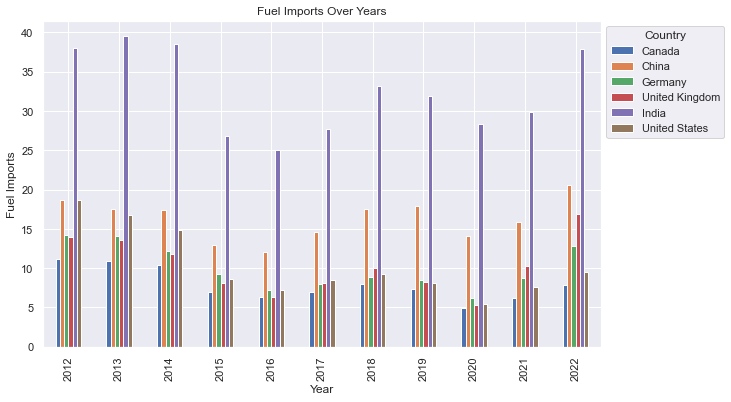 Fuel Imports Over Years
Country
Canada
China
Germany
United Kingdom
India
United States
Fuel Imports
40
35
30
25
20
15
10
5
0
2012
2013
2014
2015
2016
2017
2018
2019
2020
2021
2022
Year